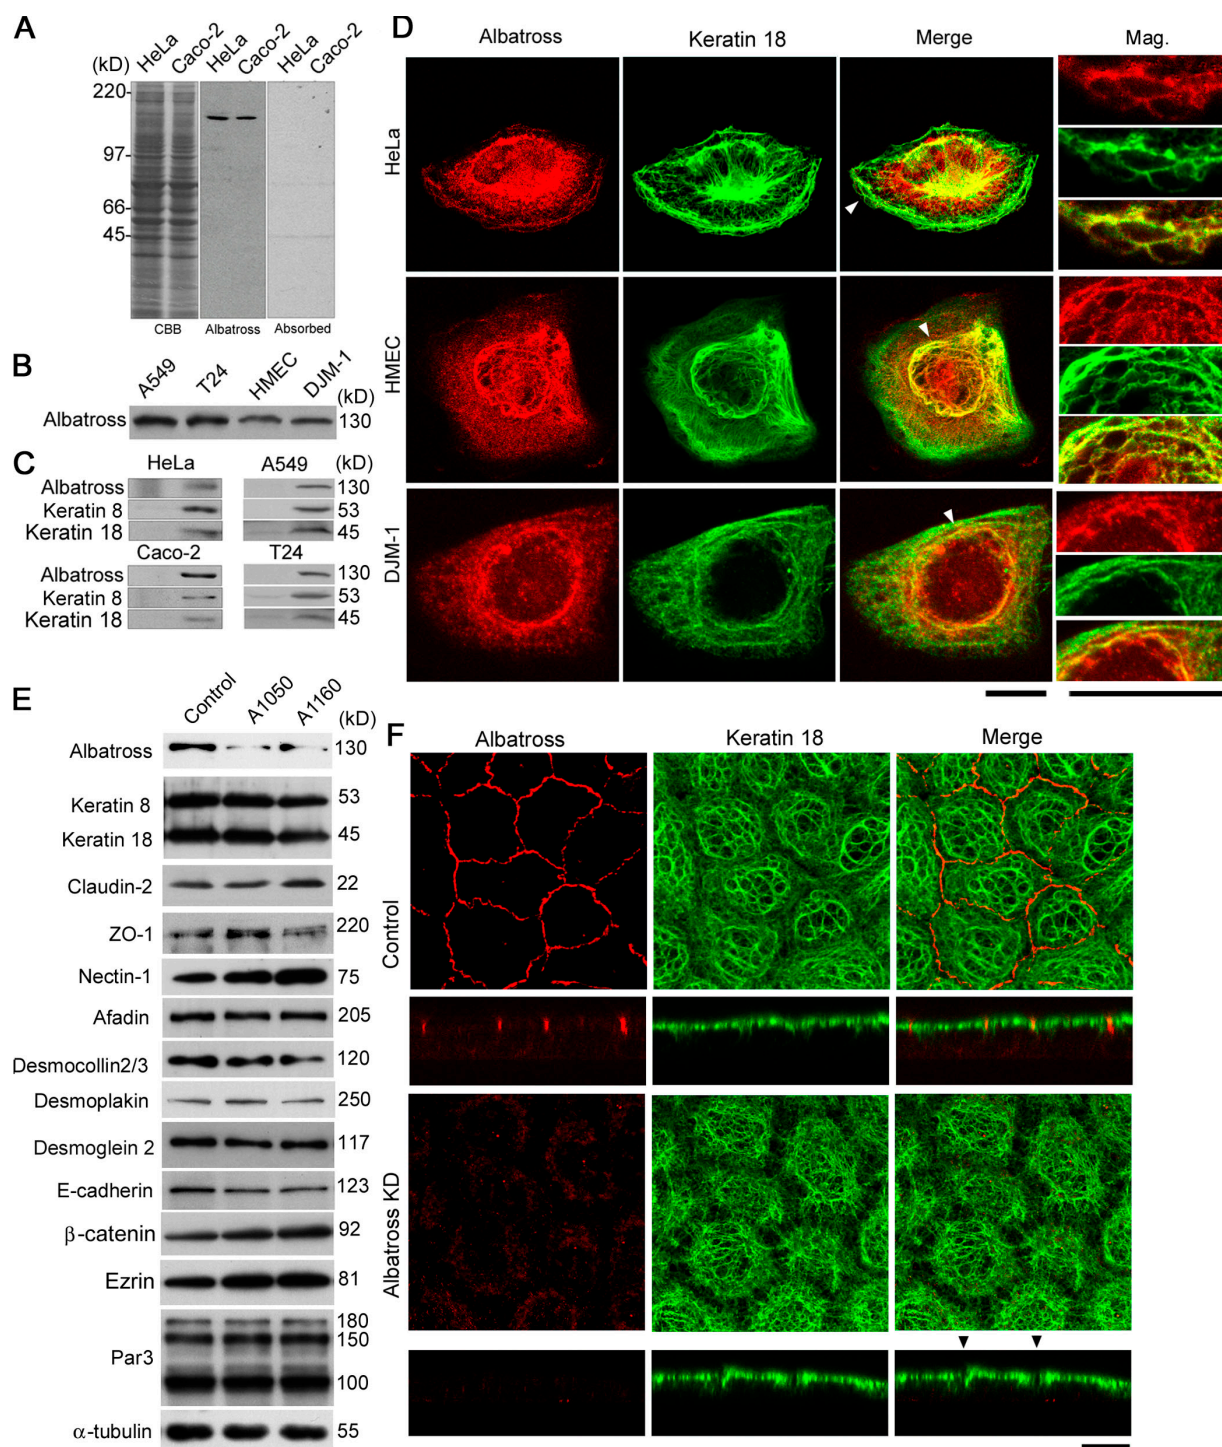 A
HeLa Caco-2 HeLa Caco-2 HeLa Caco-2
(kD)
220
97
66
45
CBB Albatross Absorbed
B
A549 T24 HMEC DJM-1
(kD)
Albatross 130
C
HeLa A549 (kD)
Albatross 130
Keratin 8 53
Keratin 18 45
Caco-2 T24
Albatross 130
Keratin 8 53
Keratin 18 45
D
Albatross Keratin 18 Merge Mag.
HeLa
HMEC
DJM-1
E
Control A1050 A1160
(kD)
Albatross 130
Keratin 8 53
Keratin 18 45
Claudin-2 22
ZO-1 220
Nectin-1 75
Afadin 205
Desmocollin2/3 120
Desmoplakin 250
Desmoglein 2 117
E-cadherin 123
β-catenin 92
Ezrin 81
180
150
Par3
100
α-tubulin 55
F
Albatross Keratin 18 Merge
Control
Albatross KD